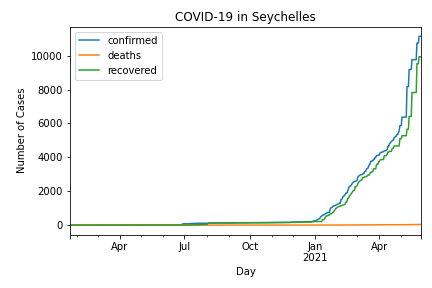 COVID-19 in Seychelles
confirmed
deaths
recovered
Number of Cases
10000
8000
6000
4000
2000
0
Apr
Jul
Oct
Jan
2021
Apr
Day